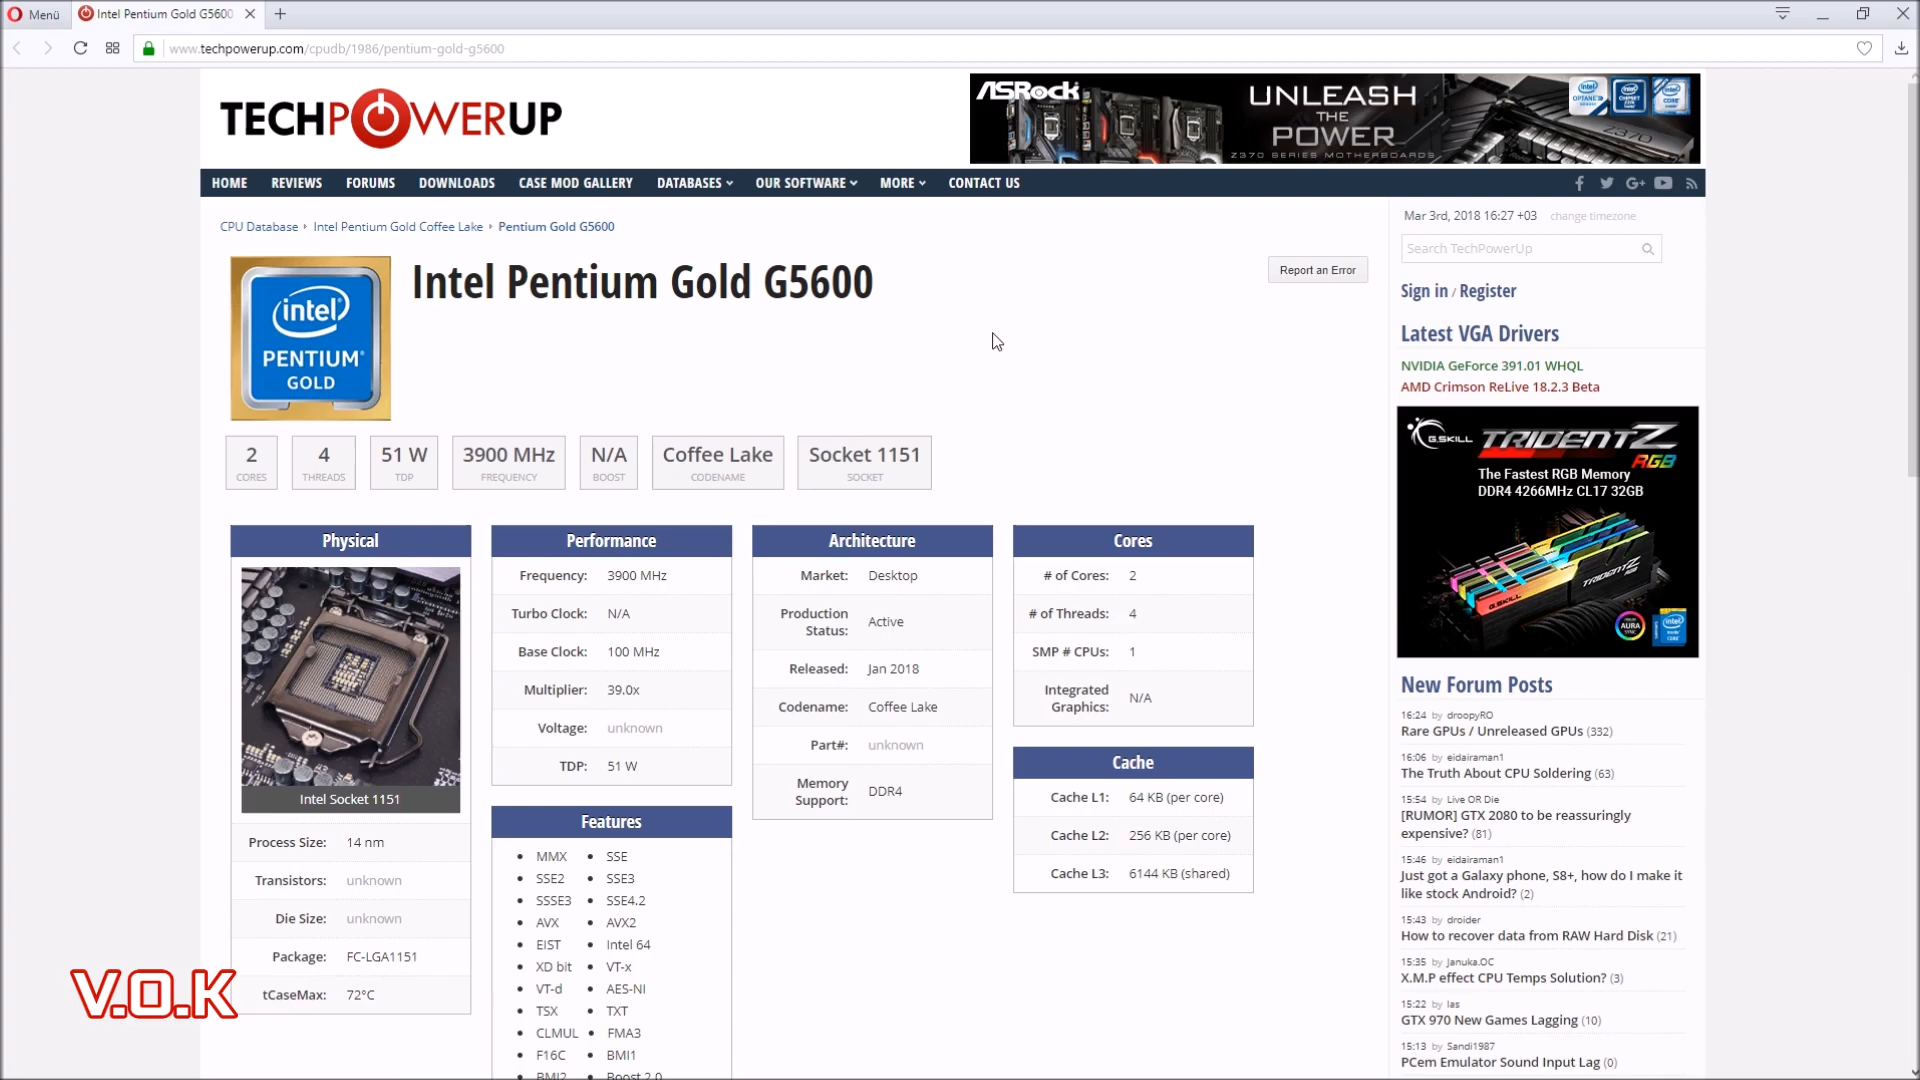 Menü
Intel Pentium Gold G5600
www.techpowerup.com/cpudb/1986/pentium-gold-g5600
TECHPOWERUP
ASRock
UNLEASH
THE
POWER
Z370 SERIES MOTHERBOARDS
HOME REVIEWS FORUMS DOWNLOADS CASE MOD GALLERY DATABASES OUR SOFTWARE MORE CONTACT US
CPU Database Intel Pentium Gold Coffee Lake Pentium Gold G5600
Intel Pentium Gold G5600
Report an Error
intel
PENTIUM
GOLD
2 CORES
4 THREADS
51 W TDP
3900 MHz FREQUENCY
N/A BOOST
Coffee Lake CODENAME
Socket 1151 SOCKET
Physical
Intel Socket 1151
Process Size: 14 nm
Transistors: unknown
Die Size: unknown
Package: FC-LGA1151
tCaseMax: 72°C
Performance
Frequency: 3900 MHz
Turbo Clock: N/A
Base Clock: 100 MHz
Multiplier: 39.0x
Voltage: unknown
TDP: 51 W
Features
MMX SSE
SSE2 SSE3
SSSE3 SSE4.2
AVX AVX2
EIST Intel 64
XD bit VT-x
VT-d AES-NI
TSX TXT
CLMUL FMA3
F16C BMI1
BMI2 Boost 2.0
Architecture
Market: Desktop
Production
Status: Active
Released: Jan 2018
Codename: Coffee Lake
Part#: unknown
Memory
Support: DDR4
Cores
# of Cores: 2
# of Threads: 4
SMP # CPUs: 1
Integrated
Graphics: N/A
Cache
Cache L1: 64 KB (per core)
Cache L2: 256 KB (per core)
Cache L3: 6144 KB (shared)
Mar 3rd, 2018 16:27 +03 change timezone
Search TechPowerUp
Sign in / Register
Latest VGA Drivers
NVIDIA GeForce 391.01 WHQL
AMD Crimson ReLive 18.2.3 Beta
G.SKILL TRIDENTZ
RGB
The Fastest RGB Memory
DDR4 4266MHz CL17 32GB
New Forum Posts
16:24 by droopyRO
Rare GPUs / Unreleased GPUs (332)
16:06 by eidairaman1
The Truth About CPU Soldering (63)
15:54 by Live OR Die
[RUMOR] GTX 2080 to be reassuringly
expensive? (81)
15:46 by eidairaman1
Just got a Galaxy phone, S8+, how do I make it
like stock Android? (2)
15:43 by droider
How to recover data from RAW Hard Disk (21)
15:35 by Januka.OC
X.M.P effect CPU Temps Solution? (3)
15:22 by las
GTX 970 New Games Lagging (10)
15:13 by Sandi1987
PCem Emulator Sound Input Lag (0)
V.O.K